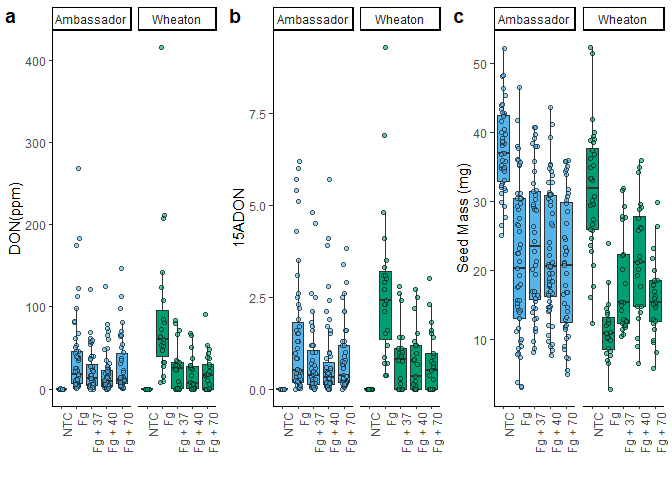 a
Ambassador
Wheaton
DON(ppm)
400
300
200
100
0
NTC
Fg
Fg + 37
Fg + 40
Fg + 70
NTC
Fg
Fg + 37
Fg + 40
Fg + 70
b
Ambassador
Wheaton
15ADON
7.5
5.0
2.5
0.0
NTC
Fg
Fg + 37
Fg + 40
Fg + 70
NTC
Fg
Fg + 37
Fg + 40
Fg + 70
c
Ambassador
Wheaton
Seed Mass (mg)
50
40
30
20
10
NTC
Fg
Fg + 37
Fg + 40
Fg + 70
NTC
Fg
Fg + 37
Fg + 40
Fg + 70